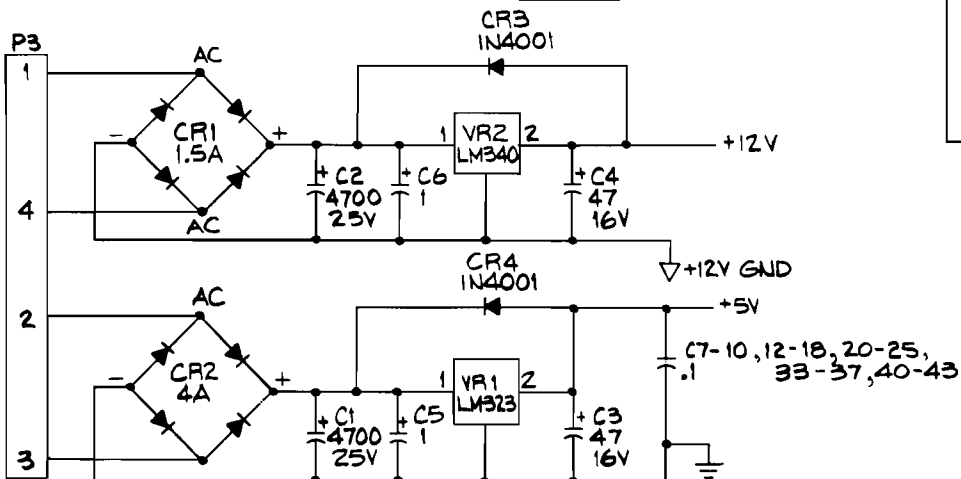 P3
1
4
2
3
AC
CR1
1.5A
-
+
AC
CR3
1N4001
1
VR2
LM340
2
+ C2
4700
25V
+ C6
1
+ C4
47
16V
+12V
+12V GND
AC
CR2
4A
-
+
CR4
1N4001
1
VR1
LM323
2
+ C1
4700
25V
+ C5
1
+ C3
47
16V
+5V
C7-10, 12-18, 20-25,
.1 33-37, 40-43